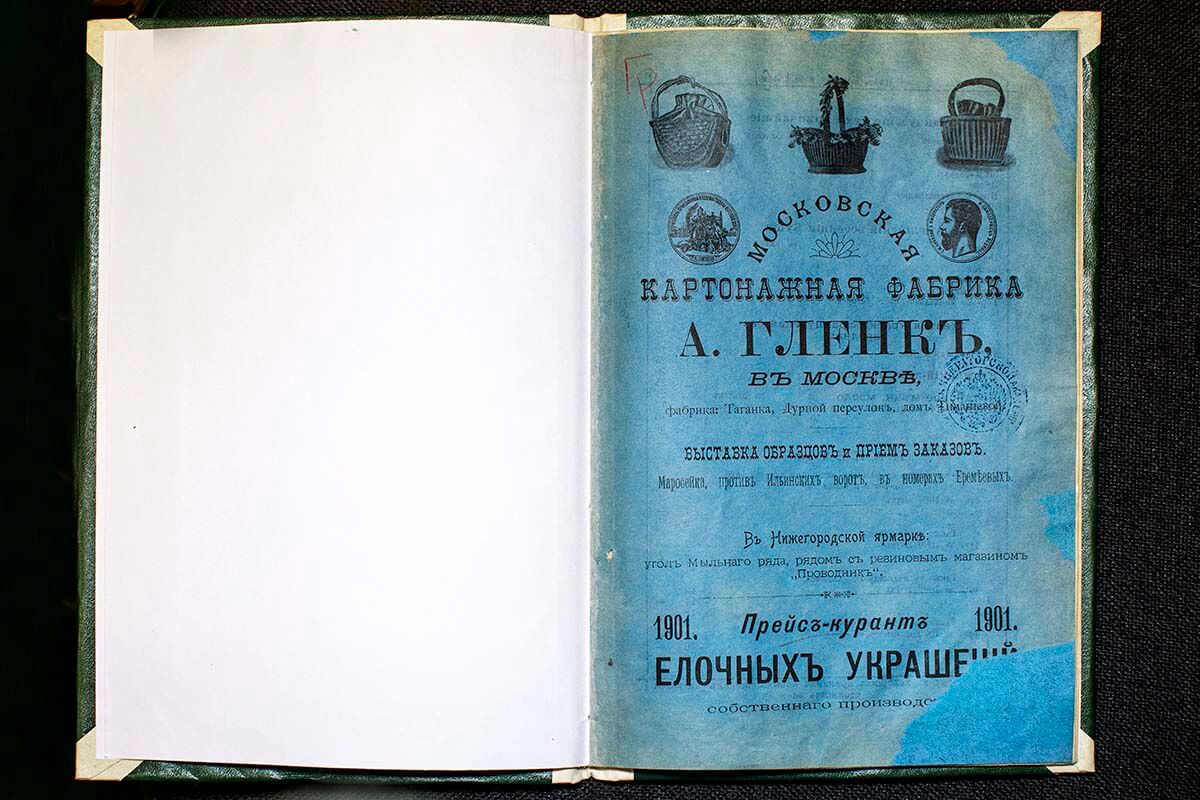 Гр
МОСКОВСКАЯ
КАРТОНАЖНАЯ ФАБРИКА
А. ГЛЕНКЪ,
ВЪ МОСКВѢ,
фабрика: Таганка, Дурной переулокъ, домъ
ВЫСТАВКА ОБРАЗЦОВЪ и ПРІЕМЪ ЗАКАЗОВЪ.
Маросейка, противъ Ильинскихъ воротъ, въ номерахъ Еремѣевыхъ.
Въ Нижегородской ярмаркѣ:
уголъ Мыльнаго ряда, рядомъ съ резиновымъ магазиномъ
„Проводникъ“.
1901. Прейсъ-курантъ 1901.
ЕЛОЧНЫХЪ УКРАШЕНІЙ
собственнаго